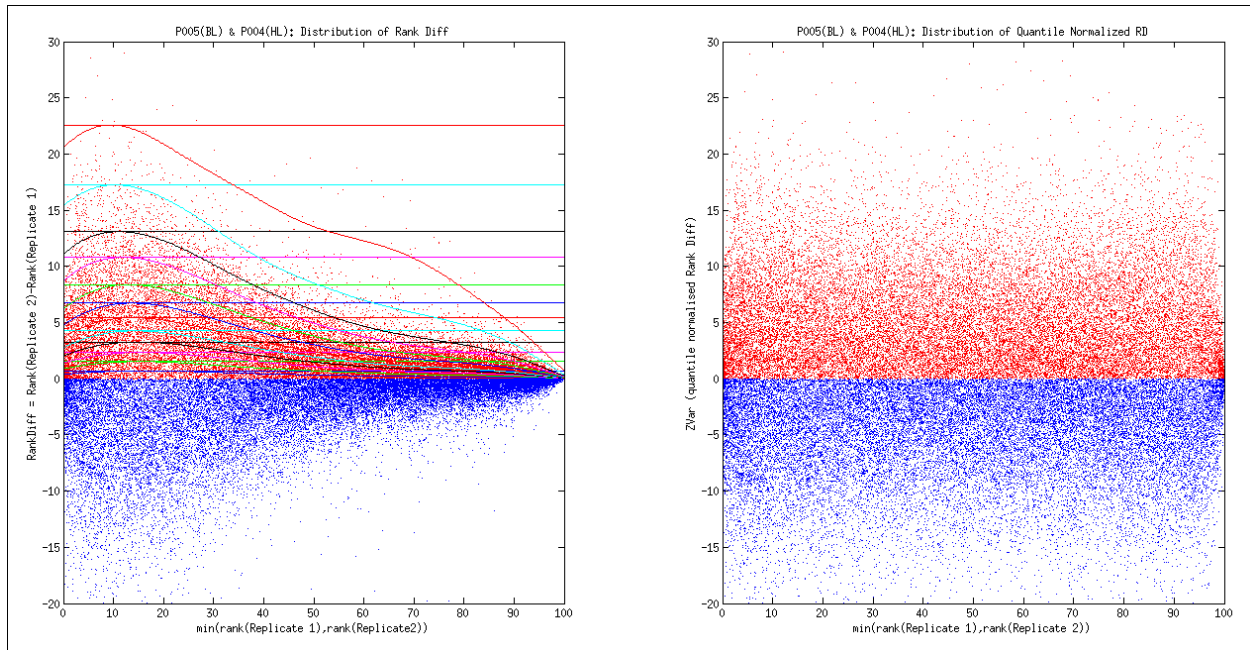 P005(BL) & P004(HL): Distribution of Rank Diff
30
25
20
15
10
5
0
-5
-10
-15
-20
RankDiff = Rank(Replicate 2)-Rank(Replicate 1)
0 10 20 30 40 50 60 70 80 90 100
min(rank(Replicate 1),rank(Replicate2))
P005(BL) & P004(HL): Distribution of Quantile Normalized RD
30
25
20
15
10
5
0
-5
-10
-15
-20
ZVar (quantile normalised Rank Diff)
0 10 20 30 40 50 60 70 80 90 100
min(rank(Replicate 1),rank(Replicate 2))